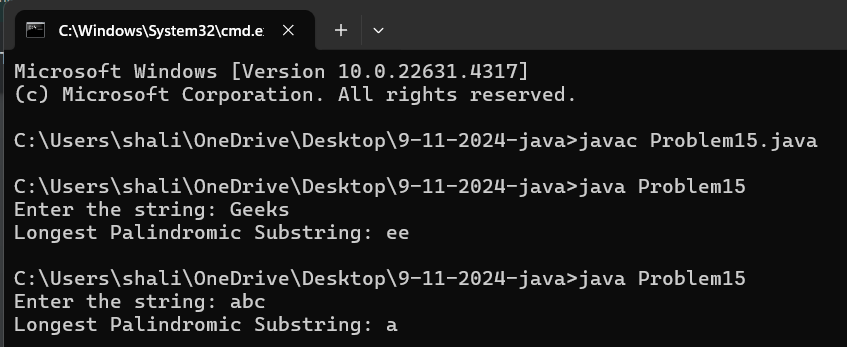 C:\Windows\System32\cmd.e
Microsoft Windows [Version 10.0.22631.4317]
(c) Microsoft Corporation. All rights reserved.
C:\Users\shali\OneDrive\Desktop\9-11-2024-java>javac Problem15.java
C:\Users\shali\OneDrive\Desktop\9-11-2024-java>java Problem15
Enter the string: Geeks
Longest Palindromic Substring: ee
C:\Users\shali\OneDrive\Desktop\9-11-2024-java>java Problem15
Enter the string: abc
Longest Palindromic Substring: a